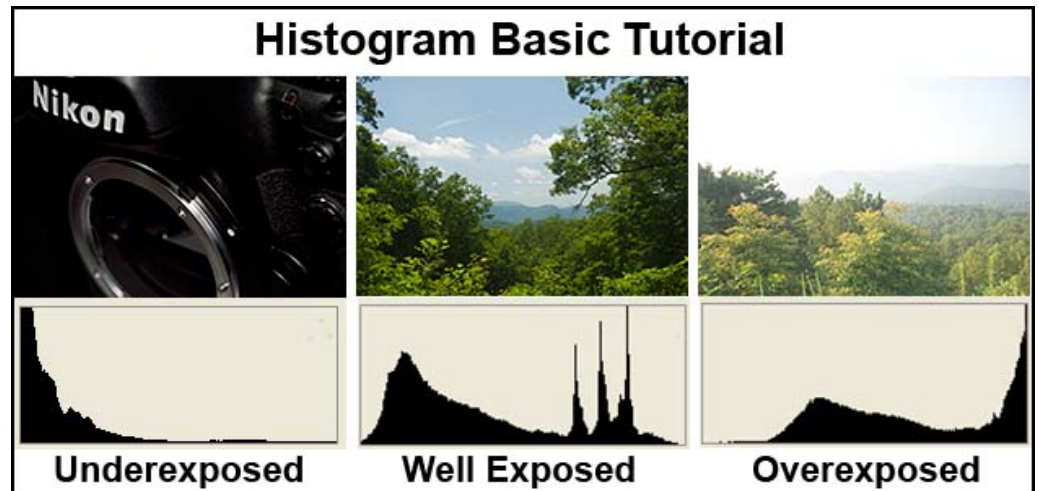 Histogram Basic Tutorial
Nikon
Underexposed
Well Exposed
Overexposed